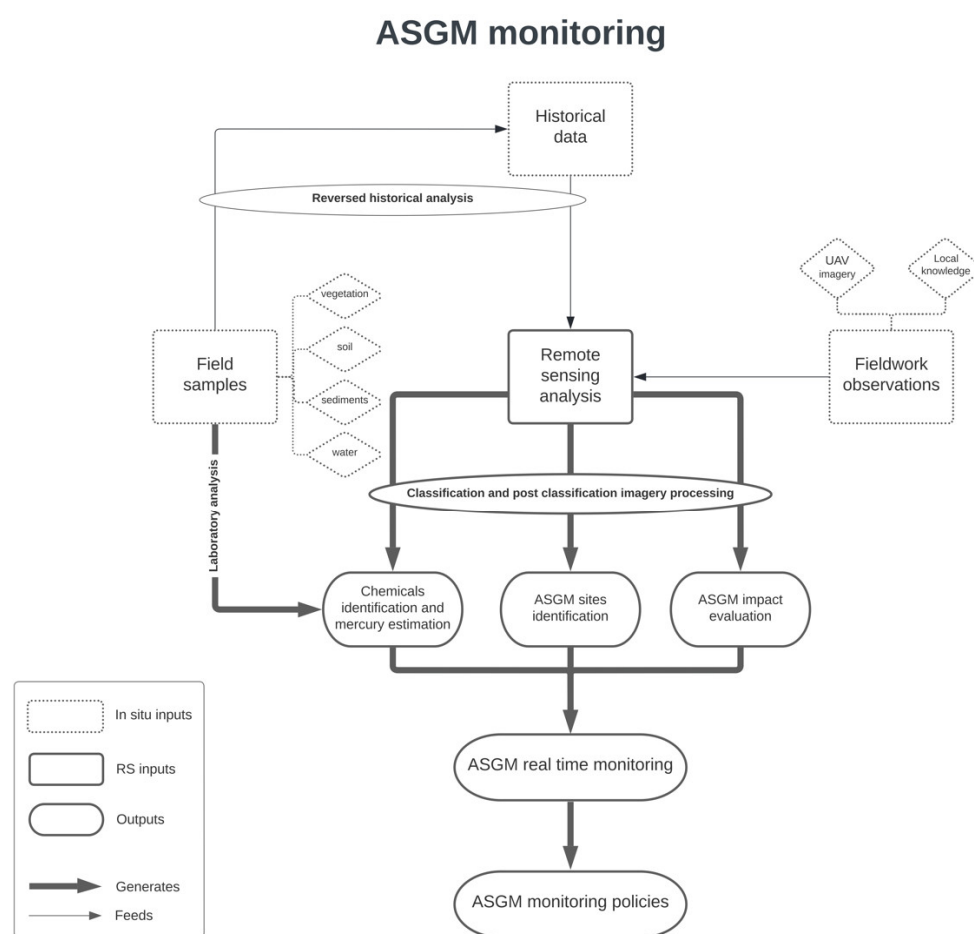 ASGM monitoring
Historical
data
Reversed historical analysis
UAV
imagery
Local
knowledge
vegetation
soil
sediments
water
Field
samples
Remote
sensing
analysis
Fieldwork
observations
Laboratory analysis
Classification and post classification imagery processing
Chemicals
identification and
mercury estimation
ASGM sites
identification
ASGM impact
evaluation
ASGM real time monitoring
ASGM monitoring policies
In situ inputs
RS inputs
Outputs
Generates
Feeds